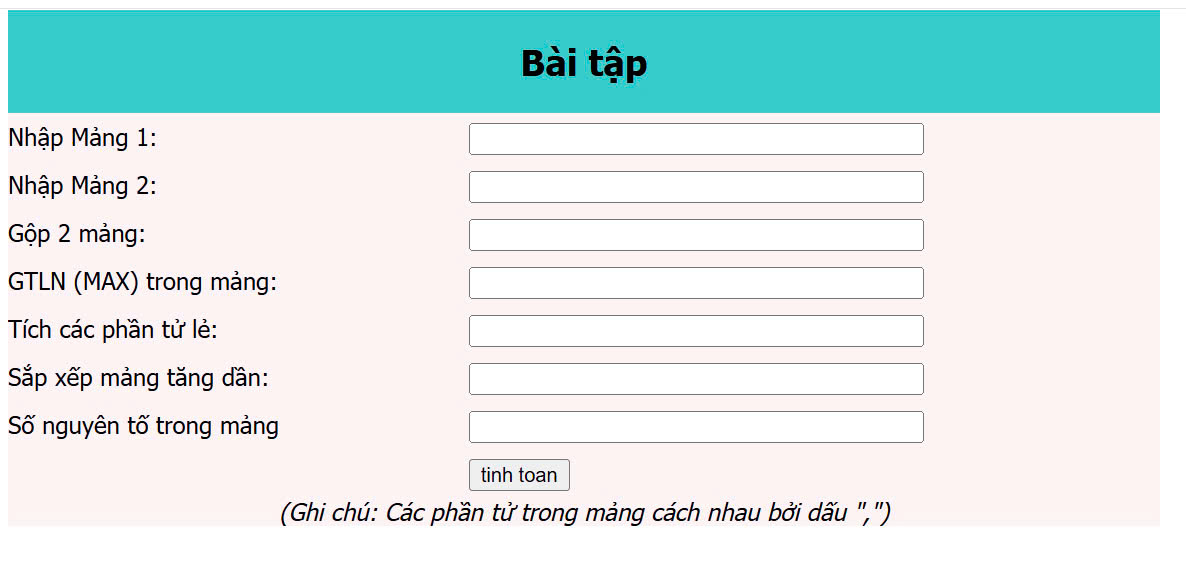 Bài tập
Nhập Mảng 1:
Nhập Mảng 2:
Gộp 2 mảng:
GTLN (MAX) trong mảng:
Tích các phần tử lẻ:
Sắp xếp mảng tăng dần:
Số nguyên tố trong mảng
tinh toan
(Ghi chú: Các phần tử trong mảng cách nhau bởi dấu ",")